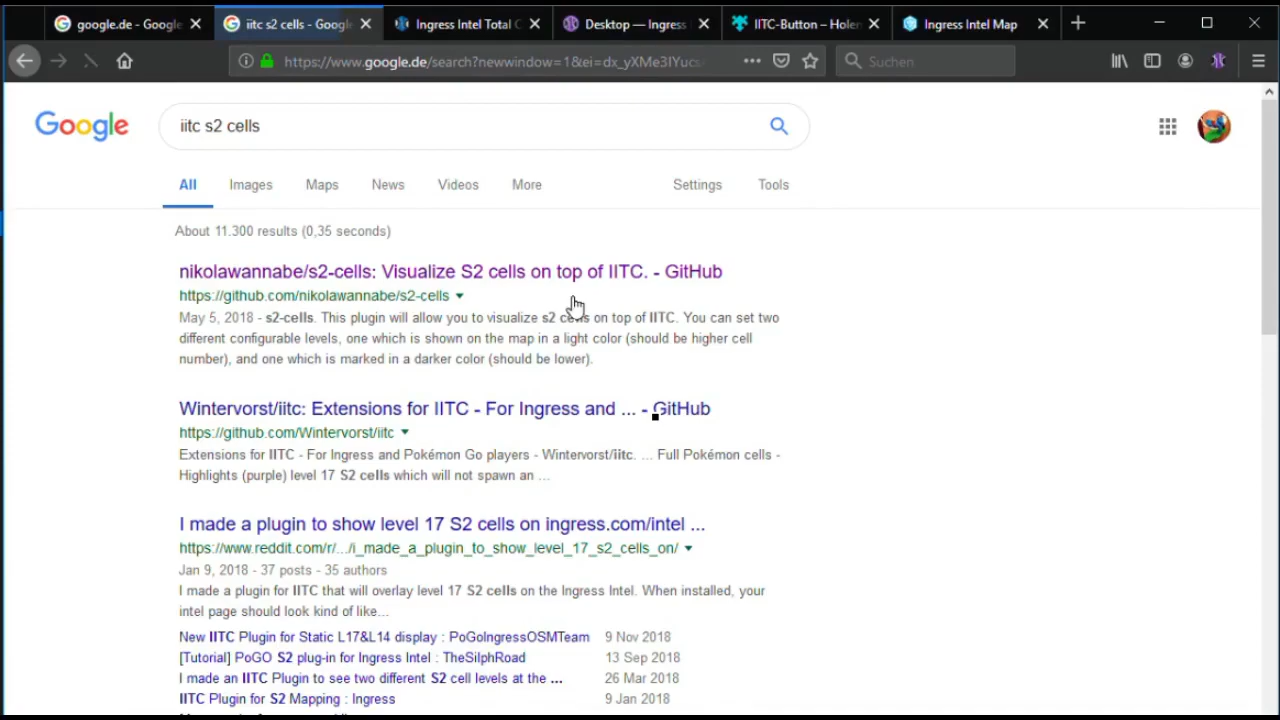 google.de - Google
iitc s2 cells - Google
Ingress Intel Total C
Desktop — Ingress
IITC-Button – Holen
Ingress Intel Map
https://www.google.de/search?newwindow=1&ei=dx_yXMe3IYucs
Suchen
Google
iitc s2 cells
All
Images
Maps
News
Videos
More
Settings
Tools
About 11.300 results (0,35 seconds)
nikolawannabe/s2-cells: Visualize S2 cells on top of IITC. - GitHub
https://github.com/nikolawannabe/s2-cells
May 5, 2018 - s2-cells. This plugin will allow you to visualize s2 cells on top of IITC. You can set two
different configurable levels, one which is shown on the map in a light color (should be higher cell
number), and one which is marked in a darker color (should be lower).
Wintervorst/iitc: Extensions for IITC - For Ingress and ... - GitHub
https://github.com/Wintervorst/iitc
Extensions for IITC - For Ingress and Pokémon Go players - Wintervorst/iitc. ... Full Pokémon cells -
Highlights (purple) level 17 S2 cells which will not spawn an ...
I made a plugin to show level 17 S2 cells on ingress.com/intel ...
https://www.reddit.com/r/.../i_made_a_plugin_to_show_level_17_s2_cells_on/
Jan 9, 2018 - 37 posts - 35 authors
I made a plugin for IITC that will overlay level 17 S2 cells on the Ingress Intel. When installed, your
intel page should look kind of like...
New IITC Plugin for Static L17&L14 display : PoGoIngressOSMTeam 9 Nov 2018
[Tutorial] PoGO S2 plug-in for Ingress Intel : TheSilphRoad 13 Sep 2018
I made an IITC Plugin to see two different S2 cell levels at the ... 26 Mar 2018
IITC Plugin for S2 Mapping : Ingress 9 Jan 2018